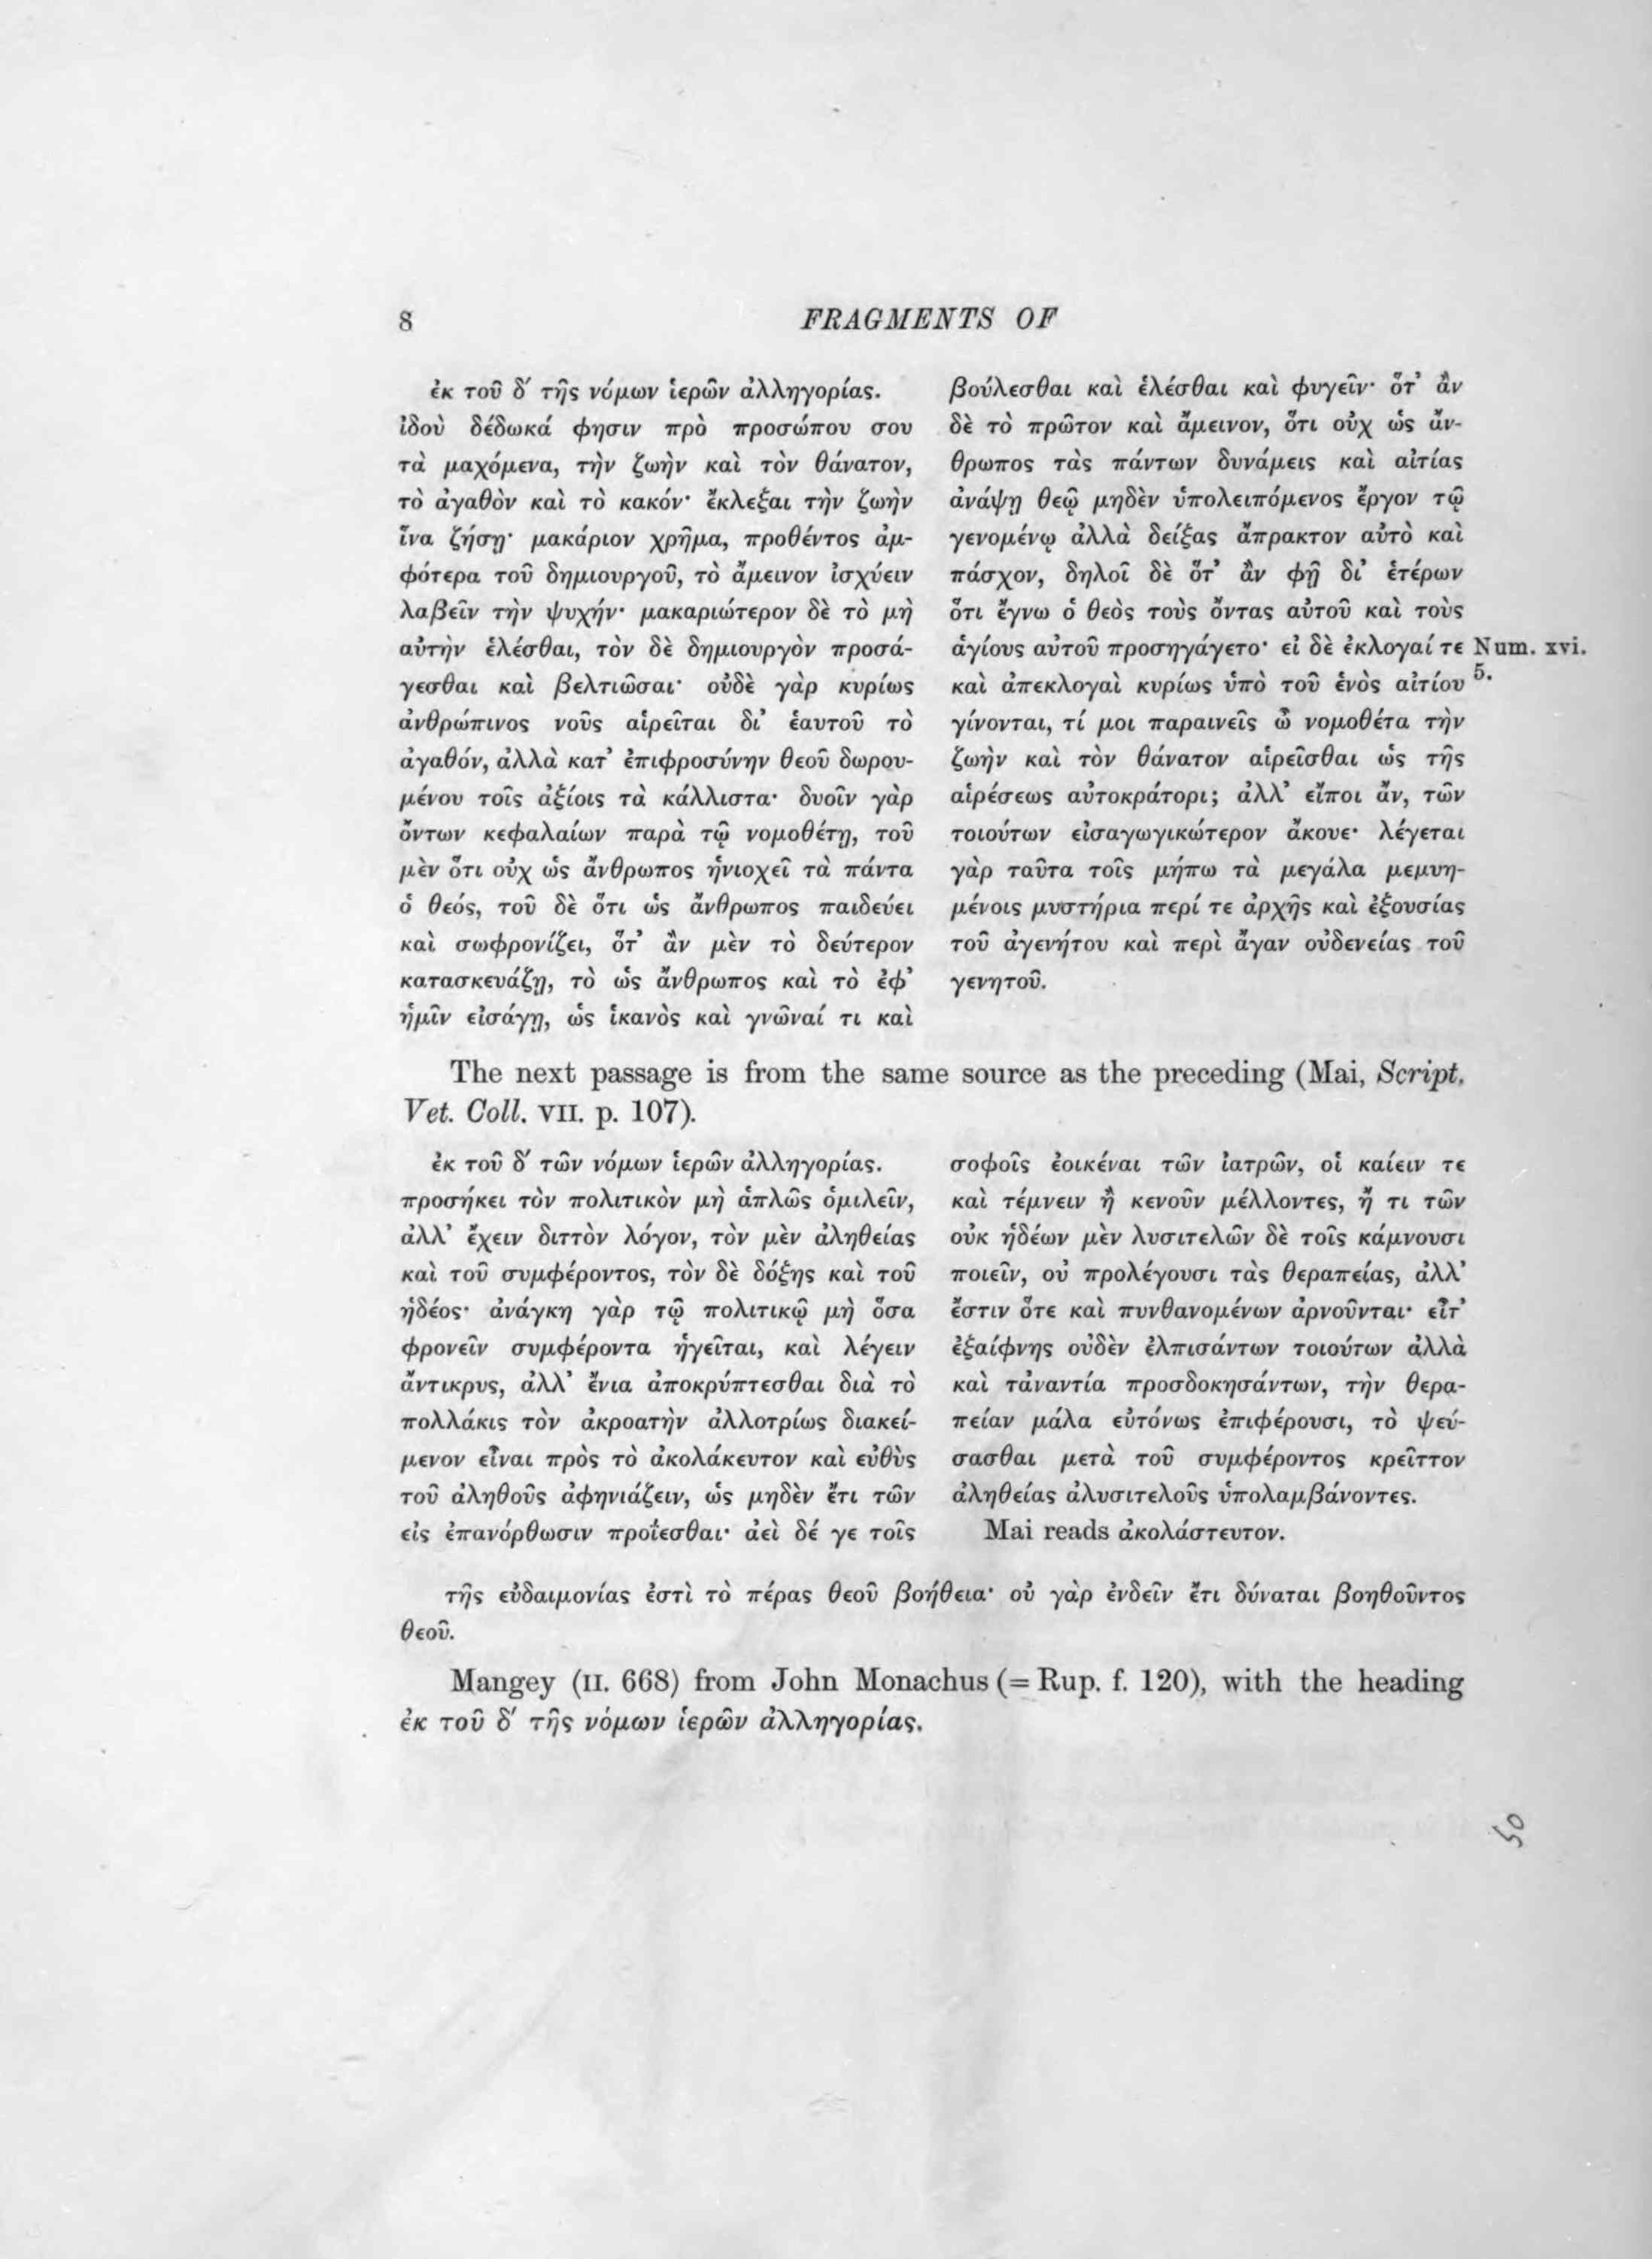 8
FRAGMENTS OF
ἐκ τοῦ δ´ τῆς νόμων ἱερῶν ἀλληγορίας.
ἰδοὺ δέδωκά φησιν πρὸ προσώπου σου
τὰ μαχόμενα, τὴν ζωὴν καὶ τὸν θάνατον,
τὸ ἀγαθὸν καὶ τὸ κακόν· ἔκλεξαι τὴν ζωὴν
ἵνα ζήσῃ· μακάριον χρῆμα, προθέντος ἀμ-
φότερα τοῦ δημιουργοῦ, τὸ ἄμεινον ἰσχύειν
λαβεῖν τὴν ψυχήν· μακαριώτερον δὲ τὸ μὴ
αὐτὴν ἑλέσθαι, τὸν δὲ δημιουργὸν προσά-
γεσθαι καὶ βελτιῶσαι· οὐδὲ γὰρ κυρίως
ἀνθρώπινος νοῦς αἱρεῖται δι᾽ ἑαυτοῦ τὸ
ἀγαθόν, ἀλλὰ κατ᾽ ἐπιφροσύνην θεοῦ δωρου-
μένου τοῖς ἀξίοις τὰ κάλλιστα· δυοῖν γὰρ
ὄντων κεφαλαίων παρὰ τῷ νομοθέτῃ, τοῦ
μὲν ὅτι οὐχ ὡς ἄνθρωπος ἡνιοχεῖ τὰ πάντα
ὁ θεός, τοῦ δὲ ὅτι ὡς ἄνθρωπος παιδεύει
καὶ σωφρονίζει, ὅτ᾽ ἂν μὲν τὸ δεύτερον
κατασκευάζῃ, τὸ ὡς ἄνθρωπος καὶ τὸ ἐφ᾽
ἡμῖν εἰσάγῃ, ὡς ἱκανὸς καὶ γνῶναί τι καὶ
βούλεσθαι καὶ ἑλέσθαι καὶ φυγεῖν· ὅτ᾽ ἂν
δὲ τὸ πρῶτον καὶ ἄμεινον, ὅτι οὐχ ὡς ἄν-
θρωπος τὰς πάντων δυνάμεις καὶ αἰτίας
ἀνάψῃ θεῷ μηδὲν ὑπολειπόμενος ἔργον τῷ
γενομένῳ ἀλλὰ δείξας ἄπρακτον αὐτὸ καὶ
πάσχον, δηλοῖ δὲ ὅτ᾽ ἂν φῇ δι᾽ ἑτέρων
ὅτι ἔγνω ὁ θεὸς τοὺς ὄντας αὐτοῦ καὶ τοὺς
ἁγίους αὐτοῦ προσηγάγετο· εἰ δὲ ἐκλογαί τε
καὶ ἀπεκλογαὶ κυρίως ὑπὸ τοῦ ἑνὸς αἰτίου
γίνονται, τί μοι παραινεῖς ὦ νομοθέτα τὴν
ζωὴν καὶ τὸν θάνατον αἱρεῖσθαι ὡς τῆς
αἱρέσεως αὐτοκράτορι; ἀλλ᾽ εἴποι ἄν, τῶν
τοιούτων εἰσαγωγικώτερον ἄκουε· λέγεται
γὰρ ταῦτα τοῖς μήπω τὰ μεγάλα μεμυη-
μένοις μυστήρια περί τε ἀρχῆς καὶ ἐξουσίας
τοῦ ἀγενήτου καὶ περὶ ἄγαν οὐδενείας τοῦ
γενητοῦ.
Num. xvi.
5.
The next passage is from the same source as the preceding (Mai, Script.
Vet. Coll. VII. p. 107).
ἐκ τοῦ δ´ τῶν νόμων ἱερῶν ἀλληγορίας.
προσήκει τὸν πολιτικὸν μὴ ἁπλῶς ὁμιλεῖν,
ἀλλ᾽ ἔχειν διττὸν λόγον, τὸν μὲν ἀληθείας
καὶ τοῦ συμφέροντος, τὸν δὲ δόξης καὶ τοῦ
ἡδέος· ἀνάγκη γὰρ τῷ πολιτικῷ μὴ ὅσα
φρονεῖν συμφέροντα ἡγεῖται, καὶ λέγειν
ἄντικρυς, ἀλλ᾽ ἔνια ἀποκρύπτεσθαι διὰ τὸ
πολλάκις τὸν ἀκροατὴν ἀλλοτρίως διακεί-
μενον εἶναι πρὸς τὸ ἀκολάκευτον καὶ εὐθὺς
τοῦ ἀληθοῦς ἀφηνιάζειν, ὡς μηδὲν ἔτι τῶν
εἰς ἐπανόρθωσιν προΐεσθαι· ἀεὶ δέ γε τοῖς
σοφοῖς ἐοικέναι τῶν ἰατρῶν, οἱ καίειν τε
καὶ τέμνειν ἢ κενοῦν μέλλοντες, ἤ τι τῶν
οὐκ ἡδέων μὲν λυσιτελῶν δὲ τοῖς κάμνουσι
ποιεῖν, οὐ προλέγουσι τὰς θεραπείας, ἀλλ᾽
ἔστιν ὅτε καὶ πυνθανομένων ἀρνοῦνται· εἶτ᾽
ἐξαίφνης οὐδὲν ἐλπισάντων τοιούτων ἀλλὰ
καὶ τἀναντία προσδοκησάντων, τὴν θερα-
πείαν μάλα εὐτόνως ἐπιφέρουσι, τὸ ψεύ-
σασθαι μετὰ τοῦ συμφέροντος κρεῖττον
ἀληθείας ἀλυσιτελοῦς ὑπολαμβάνοντες.
Mai reads ἀκολάστευτον.
τῆς εὐδαιμονίας ἐστὶ τὸ πέρας θεοῦ βοήθεια· οὐ γὰρ ἐνδεῖν ἔτι δύναται βοηθοῦντος
θεοῦ.
Mangey (II. 668) from John Monachus (= Rup. f. 120), with the heading
ἐκ τοῦ δ´ τῆς νόμων ἱερῶν ἀλληγορίας.
50